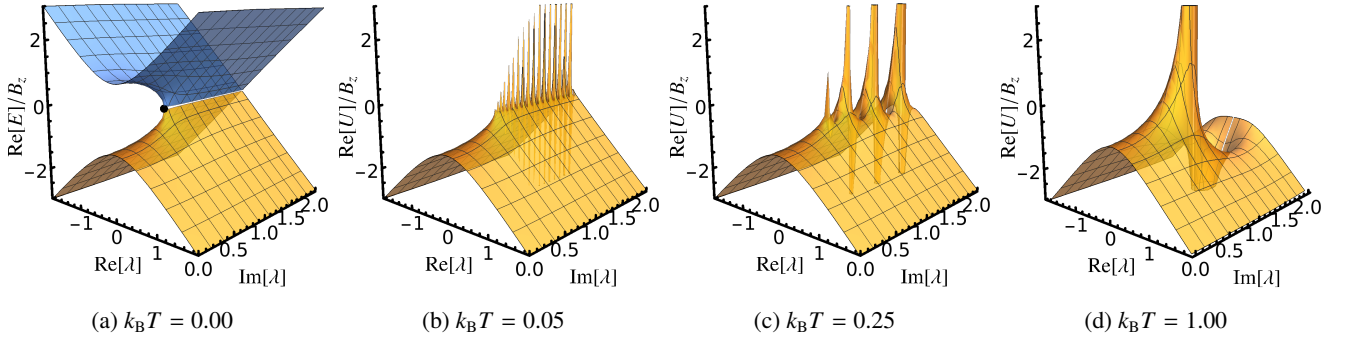 Re[E]/B_z
2
0
−2
−1
0
1
Re[λ]
0.0
0.5
1.0
1.5
2.0
Im[λ]
(a) k_BT = 0.00
Re[U]/B_z
2
0
−2
−1
0
1
Re[λ]
0.0
0.5
1.0
1.5
2.0
Im[λ]
(b) k_BT = 0.05
Re[U]/B_z
2
0
−2
−1
0
1
Re[λ]
0.0
0.5
1.0
1.5
2.0
Im[λ]
(c) k_BT = 0.25
Re[U]/B_z
2
0
−2
−1
0
1
Re[λ]
0.0
0.5
1.0
1.5
2.0
Im[λ]
(d) k_BT = 1.00